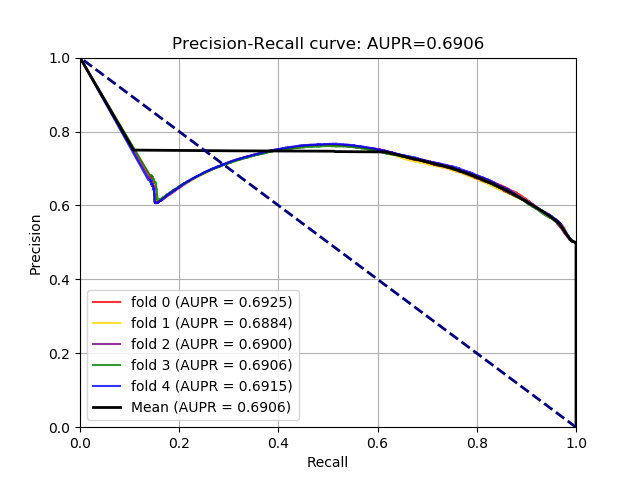 Precision-Recall curve: AUPR=0.6906
1.0
0.8
0.6
0.4
0.2
0.0
Precision
fold 0 (AUPR = 0.6925)
fold 1 (AUPR = 0.6884)
fold 2 (AUPR = 0.6900)
fold 3 (AUPR = 0.6906)
fold 4 (AUPR = 0.6915)
Mean (AUPR = 0.6906)
0.0 0.2 0.4 0.6 0.8 1.0
Recall